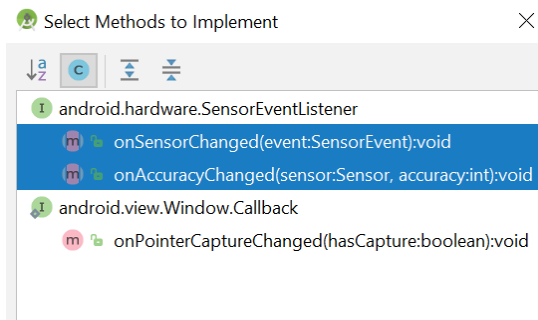 Select Methods to Implement
a
z
C
I android.hardware.SensorEventListener
m onSensorChanged(event:SensorEvent):void
m onAccuracyChanged(sensor:Sensor, accuracy:int):void
I android.view.Window.Callback
m onPointerCaptureChanged(hasCapture:boolean):void